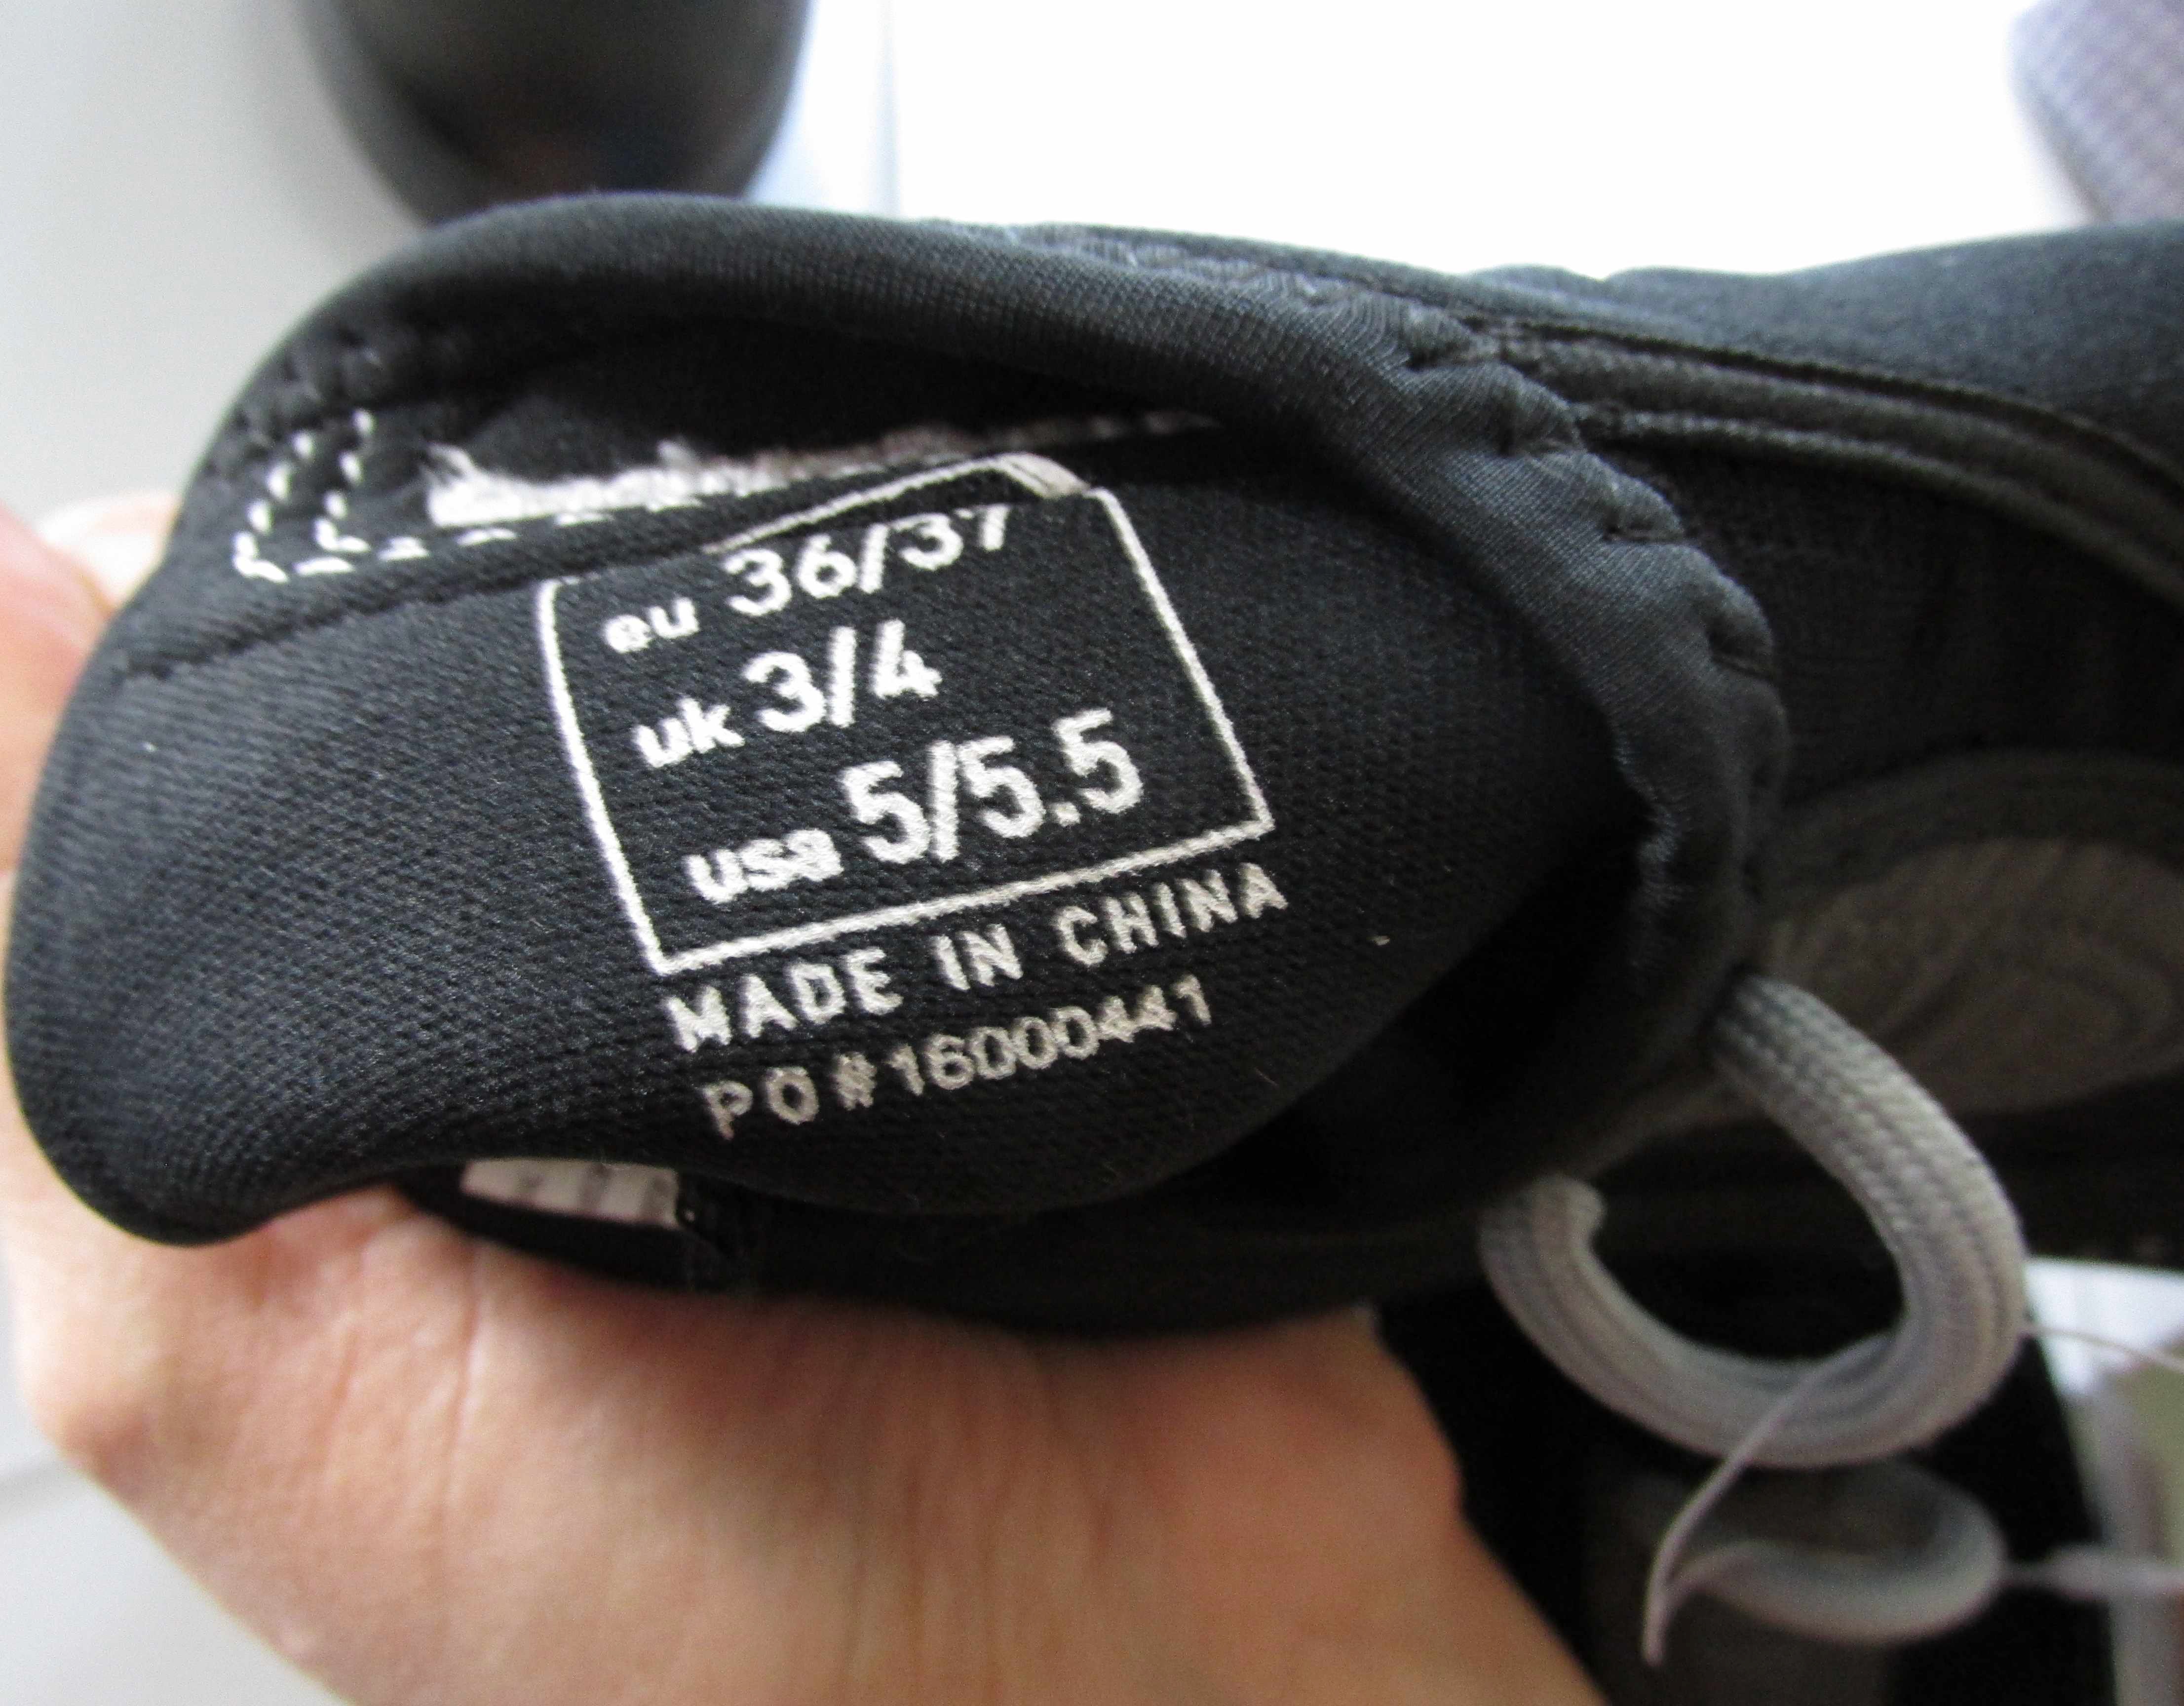 eu 36/37
uk 3/4
usa 5/5.5
MADE IN CHINA
PO#16000441